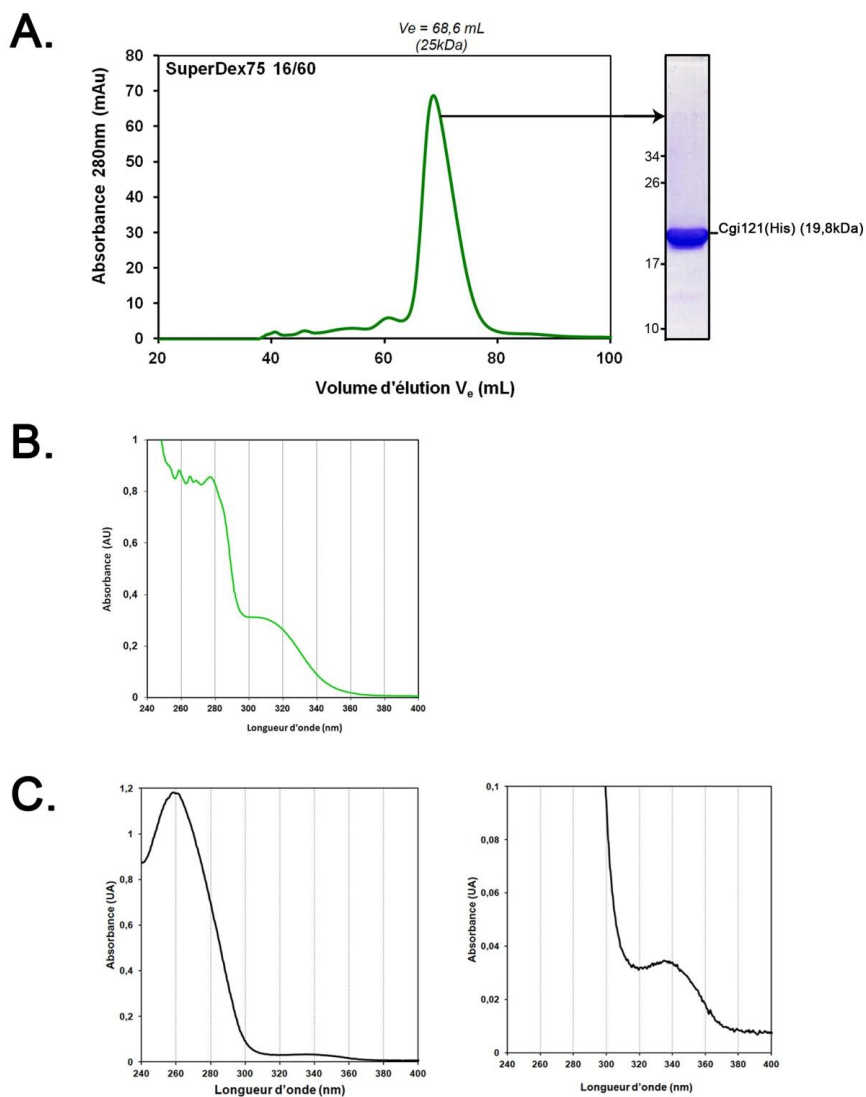 A.
Ve = 68,6 mL
(25kDa)
SuperDex75 16/60
Absorbance 280nm (mAu)
80
70
60
50
40
30
20
10
0
20
40
60
80
100
Volume d'élution Ve (mL)
34
26
17
10
Cgi121(His) (19,8kDa)
B.
Absorbance (AU)
1
0,8
0,6
0,4
0,2
0
240 260 280 300 320 340 360 380 400
Longueur d'onde (nm)
C.
Absorbance (UA)
1,2
1
0,8
0,6
0,4
0,2
0
240 260 280 300 320 340 360 380 400
Longueur d'onde (nm)
Absorbance (UA)
0,1
0,08
0,06
0,04
0,02
0
240 260 280 300 320 340 360 380 400
Longueur d'onde (nm)